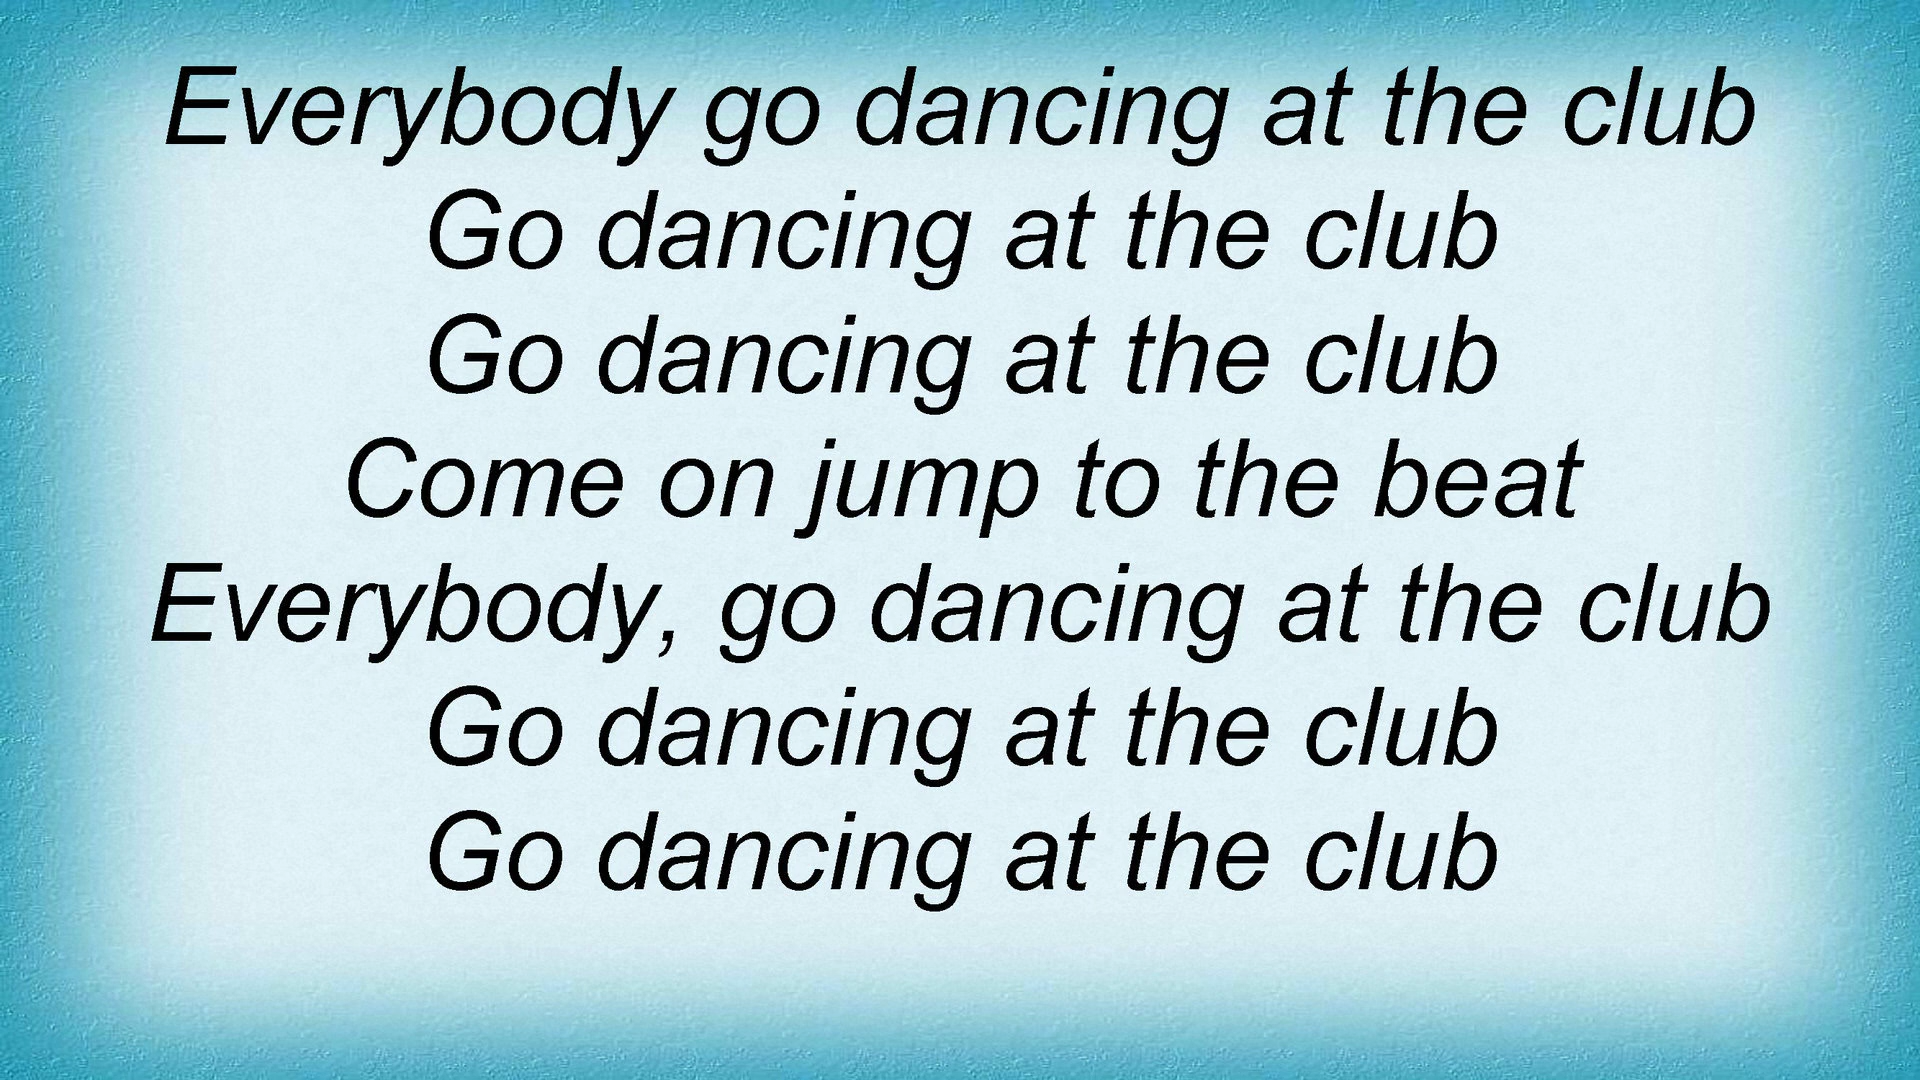 Everybody go dancing at the club
Go dancing at the club
Go dancing at the club
Come on jump to the beat
Everybody, go dancing at the club
Go dancing at the club
Go dancing at the club